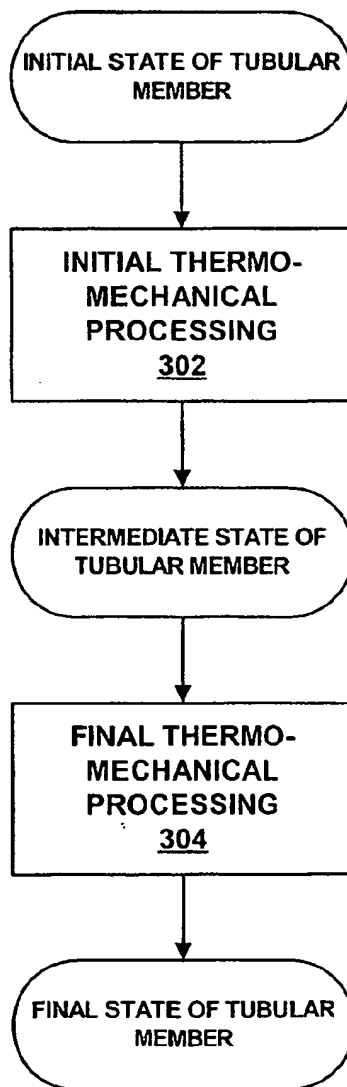 INITIAL STATE OF TUBULAR
MEMBER
INITIAL THERMO-
MECHANICAL
PROCESSING
302
INTERMEDIATE STATE OF
TUBULAR MEMBER
FINAL THERMO-
MECHANICAL
PROCESSING
304
FINAL STATE OF TUBULAR
MEMBER